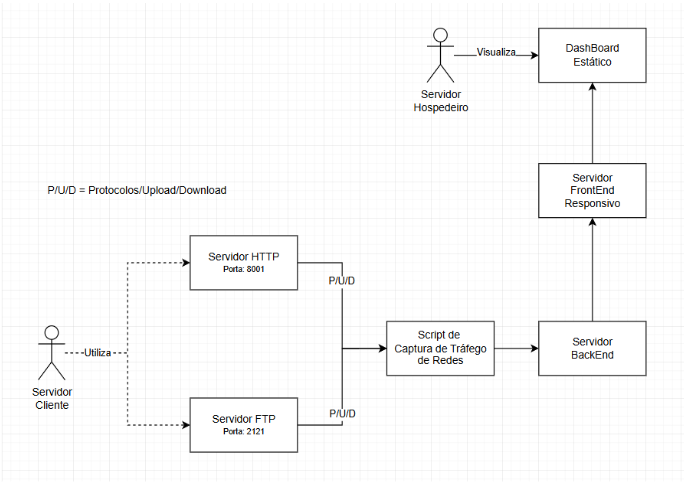 Visualiza
DashBoard
Estático
Servidor
Hospedeiro
Servidor
FrontEnd
Responsivo
P/U/D = Protocolos/Upload/Download
Servidor HTTP
Porta: 8001
P/U/D
Script de
Captura de Tráfego
de Redes
Servidor
BackEnd
Utiliza
Servidor
Cliente
Servidor FTP
Porta: 2121
P/U/D